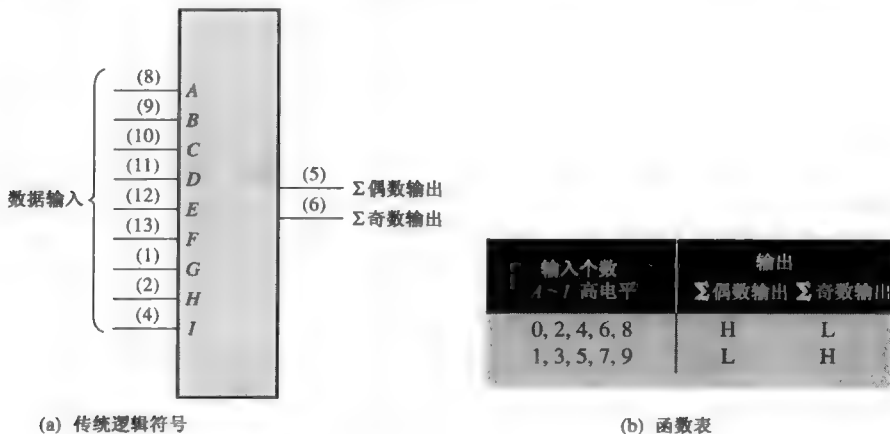 (8)
A
(9)
B
(10)
C
(11)
D
数据输入
(12)
E
(13)
F
(1)
G
(2)
H
(4)
I
(5)
Σ偶数输出
(6)
Σ奇数输出
(a) 传统逻辑符号
输入个数 输出
A~I 高电平 Σ偶数输出 Σ奇数输出
0, 2, 4, 6, 8 H L
1, 3, 5, 7, 9 L H
(b) 函数表